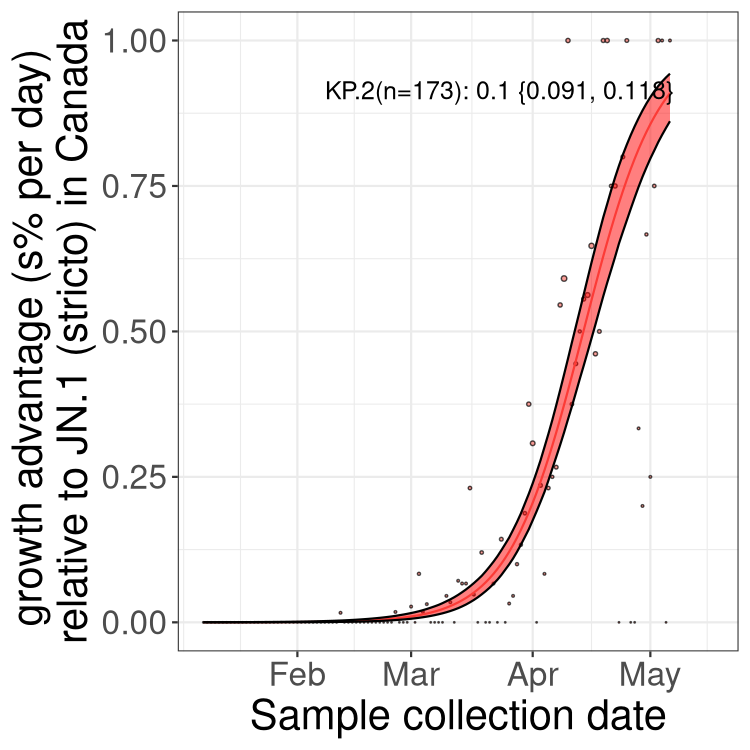 growth advantage (s% per day)
relative to JN.1 (stricto) in Canada
1.00
0.75
0.50
0.25
0.00
KP.2(n=173): 0.1 {0.091, 0.118}
Feb Mar Apr May
Sample collection date